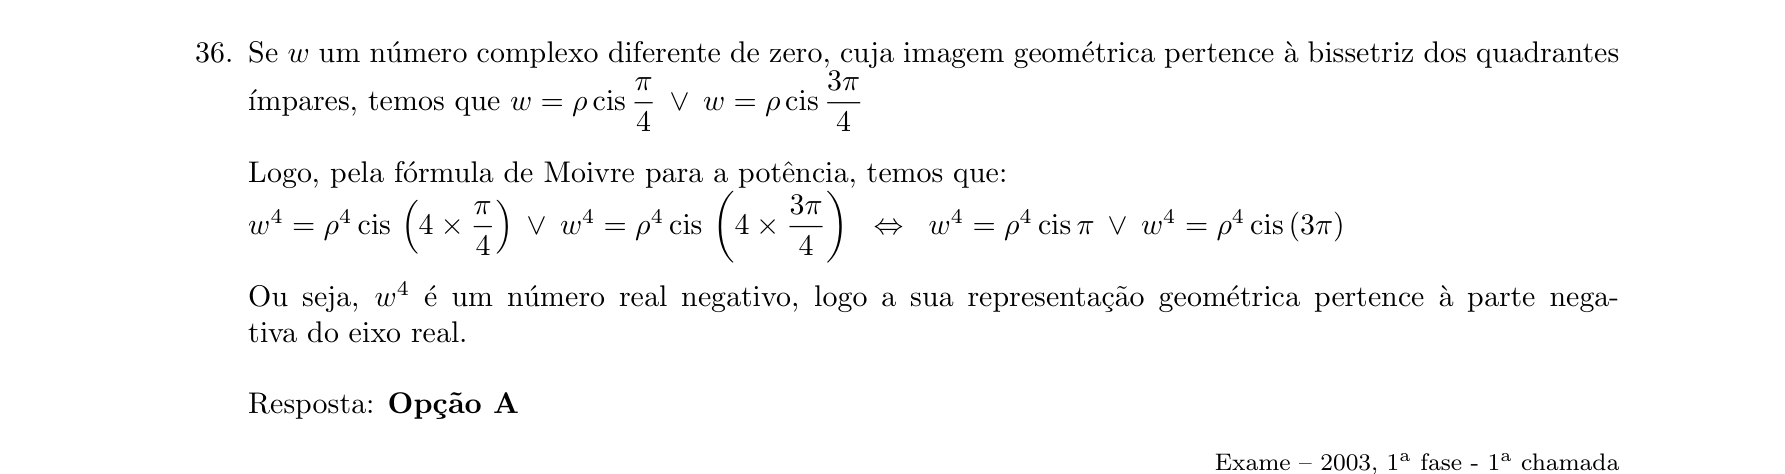 36. Se w um número complexo diferente de zero, cuja imagem geométrica pertence à bissetriz dos quadrantes
ímpares, temos que w = ρ cis π/4 ∨ w = ρ cis 3π/4
Logo, pela fórmula de Moivre para a potência, temos que:
w⁴ = ρ⁴ cis (4 × π/4) ∨ w⁴ = ρ⁴ cis (4 × 3π/4) ⇔ w⁴ = ρ⁴ cis π ∨ w⁴ = ρ⁴ cis (3π)
Ou seja, w⁴ é um número real negativo, logo a sua representação geométrica pertence à parte nega-
tiva do eixo real.
Resposta: Opção A
Exame – 2003, 1ª fase - 1ª chamada